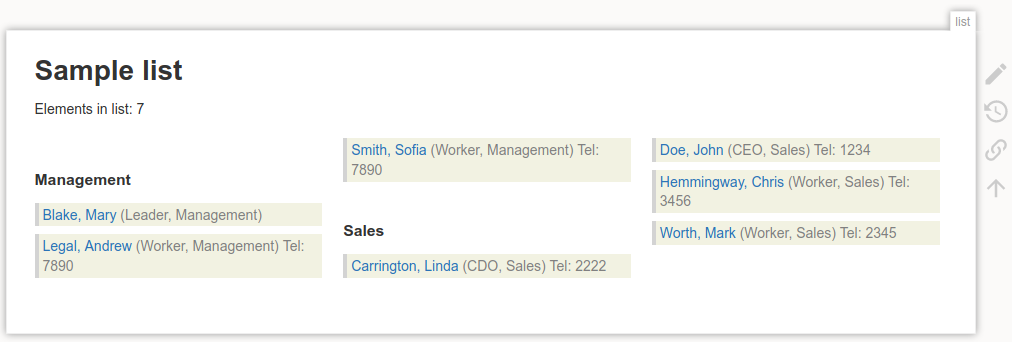 list
Sample list
Elements in list: 7
Management
Blake, Mary (Leader, Management)
Legal, Andrew (Worker, Management) Tel:
7890
Smith, Sofia (Worker, Management) Tel:
7890
Sales
Carrington, Linda (CDO, Sales) Tel: 2222
Doe, John (CEO, Sales) Tel: 1234
Hemmingway, Chris (Worker, Sales) Tel:
3456
Worth, Mark (Worker, Sales) Tel: 2345